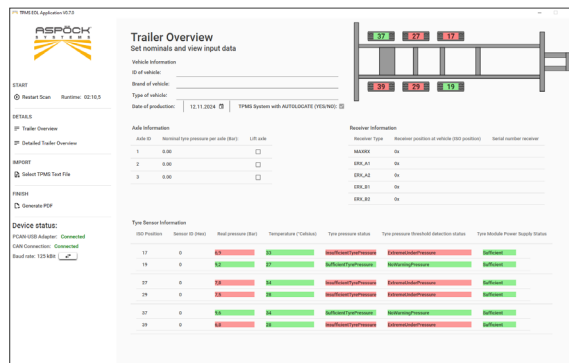 TPMS EOL Application V0.7.0
ASPÖCK
SYSTEMS
START
Restart Scan Runtime: 02:10,5
DETAILS
Trailer Overview
Detailed Trailer Overview
IMPORT
Select TPMS Text File
FINISH
Generate PDF
Device status:
PCAN-USB Adapter: Connected
CAN Connection: Connected
Baud rate: 125 kBit
Trailer Overview
Set nominals and view input data
Vehicle Information
ID of vehicle:
Brand of vehicle:
Type of vehicle:
Date of production: 12.11.2024 TPMS System with AUTOLOCATE (YES/NO):
37 27 17
39 29 19
Axle Information
Axle ID Nominal tyre pressure per axle (Bar): Lift axle
1 0.00
2 0.00
3 0.00
Receiver Information
Receiver Type Receiver position at vehicle (ISO position) Serial number receiver
MAXRX 0x
ERX_A1 0x
ERX_A2 0x
ERX_B1 0x
ERX_B2 0x
Tyre Sensor Information
ISO Position Sensor ID (Hex) Real pressure (Bar) Temperature (°Celsius) Tyre pressure status Tyre pressure threshold detection status Tyre Module Power Supply Status
17 0 InsufficientTyrePressure ExtremeUnderPressure Sufficient
19 0 9,2 27 SufficientTyrePressure NoWarningPressure Sufficient
27 0 7,8 34 InsufficientTyrePressure ExtremeUnderPressure Sufficient
29 0 7,5 28 InsufficientTyrePressure ExtremeUnderPressure Sufficient
37 0 9,6 34 SufficientTyrePressure NoWarningPressure Sufficient
39 0 6,8 28 InsufficientTyrePressure ExtremeUnderPressure Sufficient